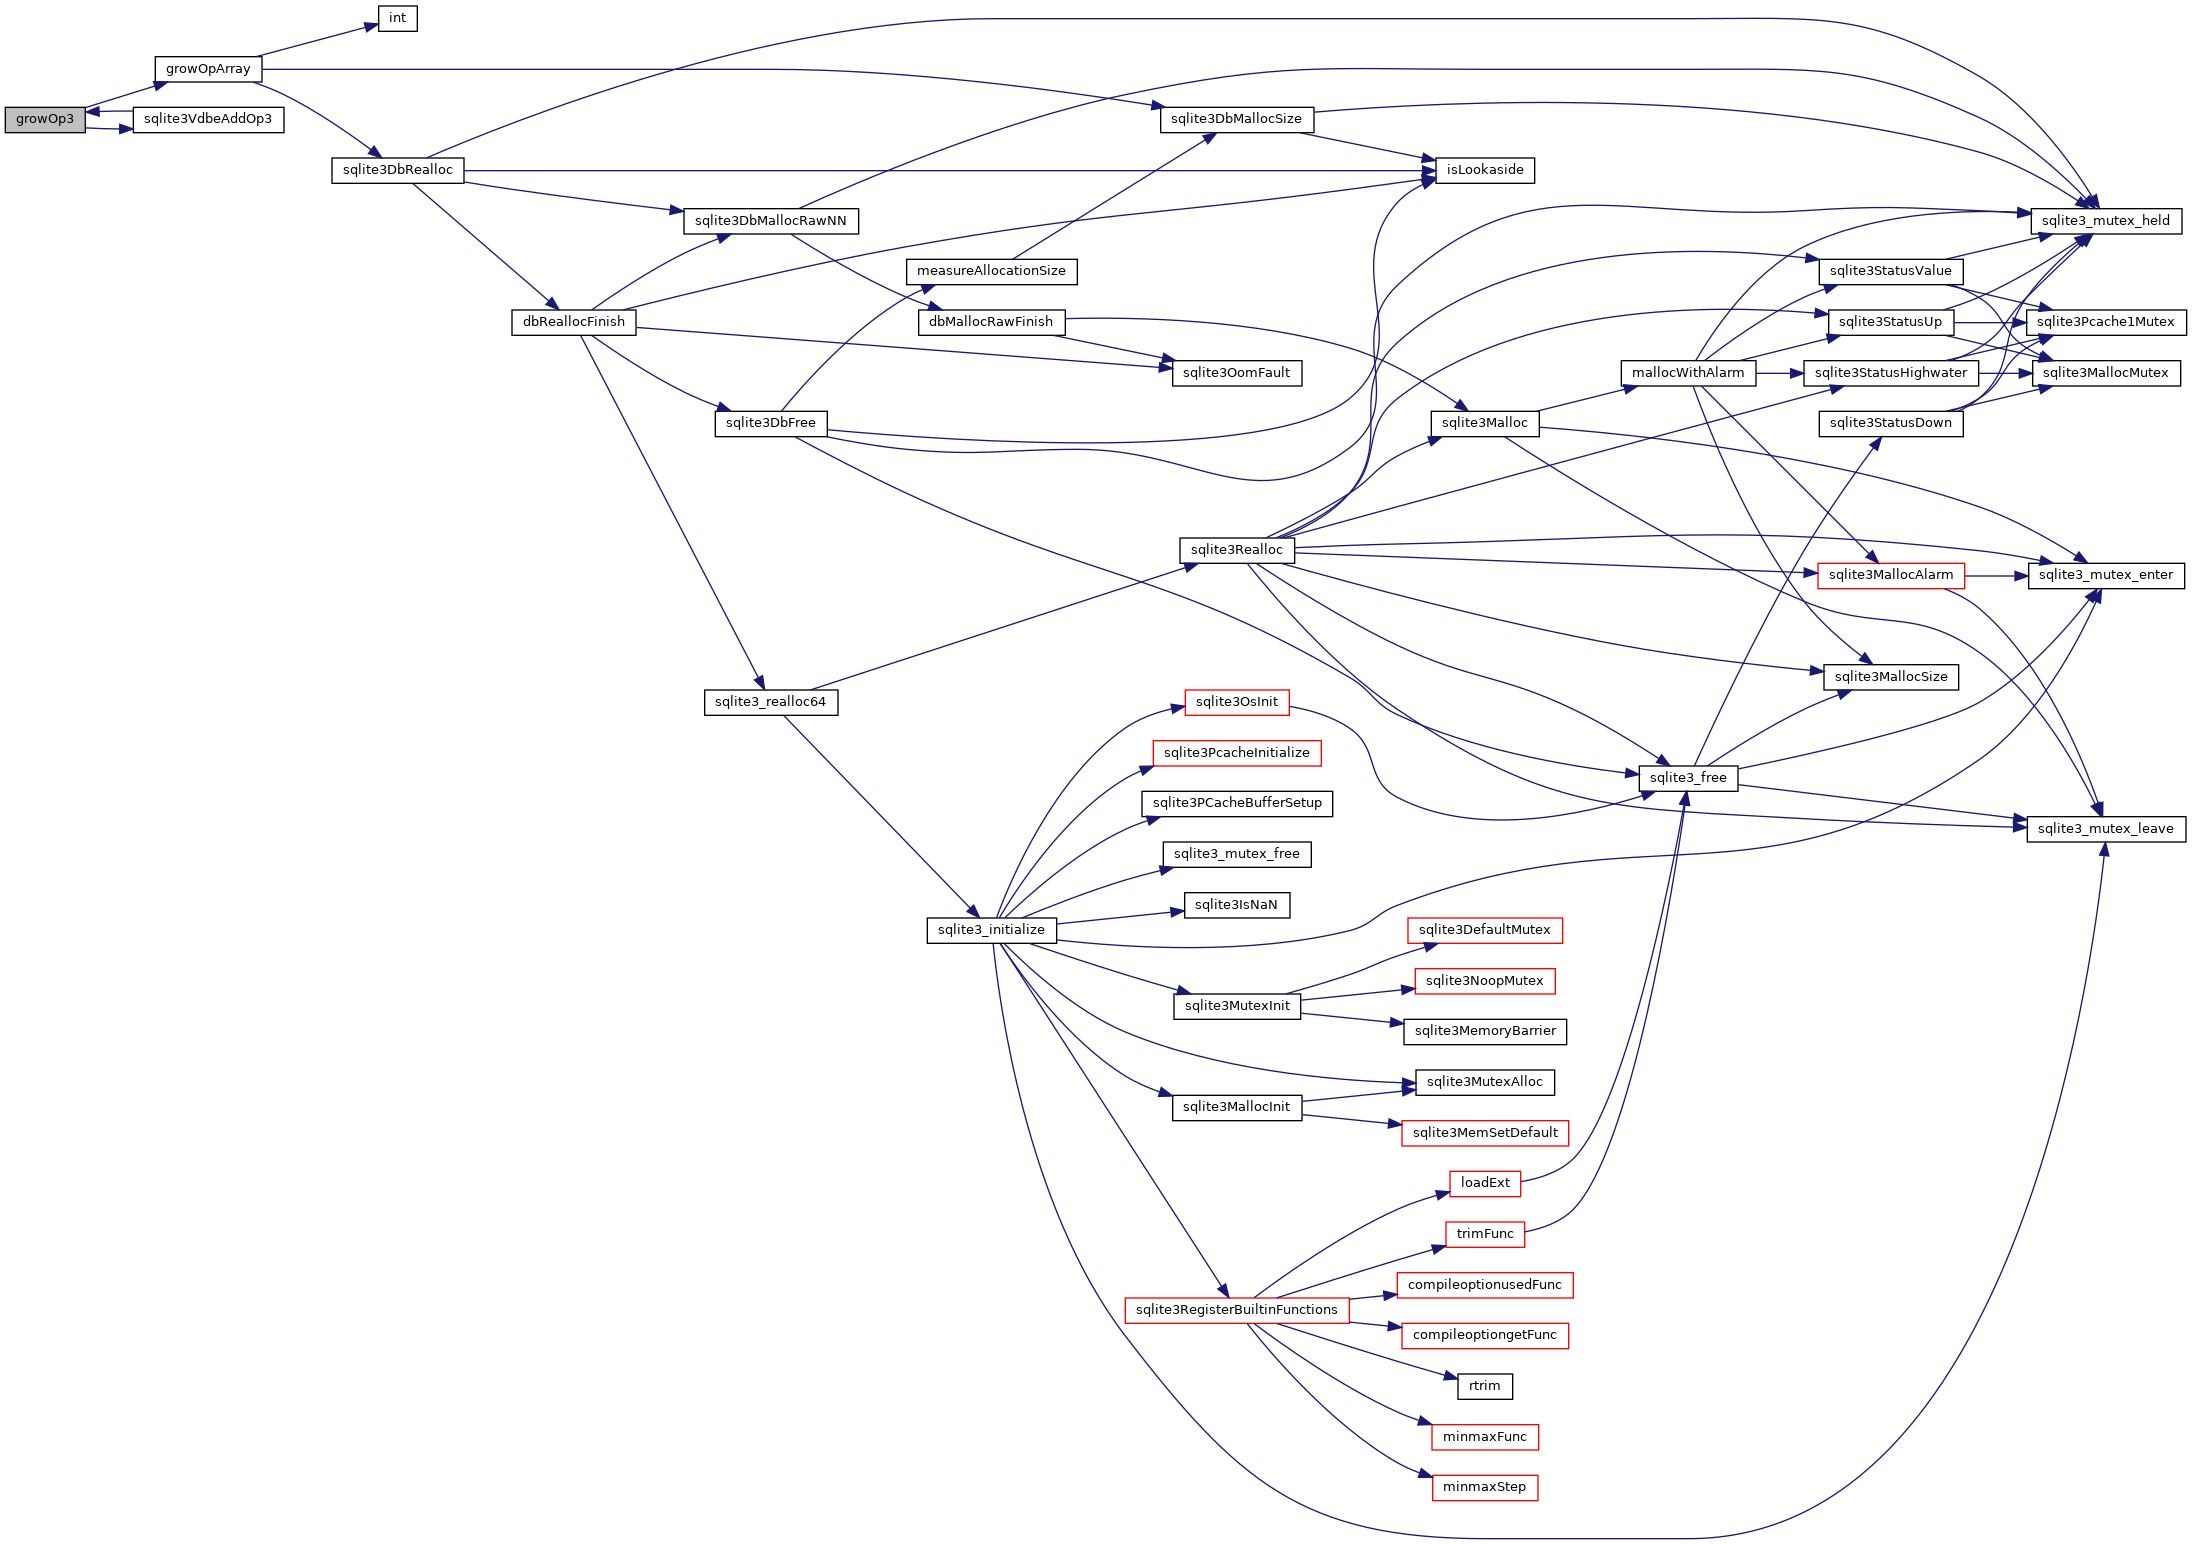 int
growOpArray
growOp3
sqlite3VdbeAddOp3
sqlite3DbMallocSize
sqlite3DbRealloc
isLookaside
sqlite3DbMallocRawNN
sqlite3_mutex_held
measureAllocationSize
sqlite3StatusValue
dbReallocFinish
dbMallocRawFinish
sqlite3StatusUp
sqlite3Pcache1Mutex
sqlite3OomFault
mallocWithAlarm
sqlite3StatusHighwater
sqlite3MallocMutex
sqlite3DbFree
sqlite3Malloc
sqlite3StatusDown
sqlite3Realloc
sqlite3MallocAlarm
sqlite3_mutex_enter
sqlite3MallocSize
sqlite3_realloc64
sqlite3OsInit
sqlite3PcacheInitialize
sqlite3_free
sqlite3PCacheBufferSetup
sqlite3_mutex_leave
sqlite3_mutex_free
sqlite3IsNaN
sqlite3_initialize
sqlite3DefaultMutex
sqlite3NoopMutex
sqlite3MutexInit
sqlite3MemoryBarrier
sqlite3MutexAlloc
sqlite3MallocInit
sqlite3MemSetDefault
loadExt
trimFunc
compileoptionusedFunc
sqlite3RegisterBuiltinFunctions
compileoptiongetFunc
rtrim
minmaxFunc
minmaxStep